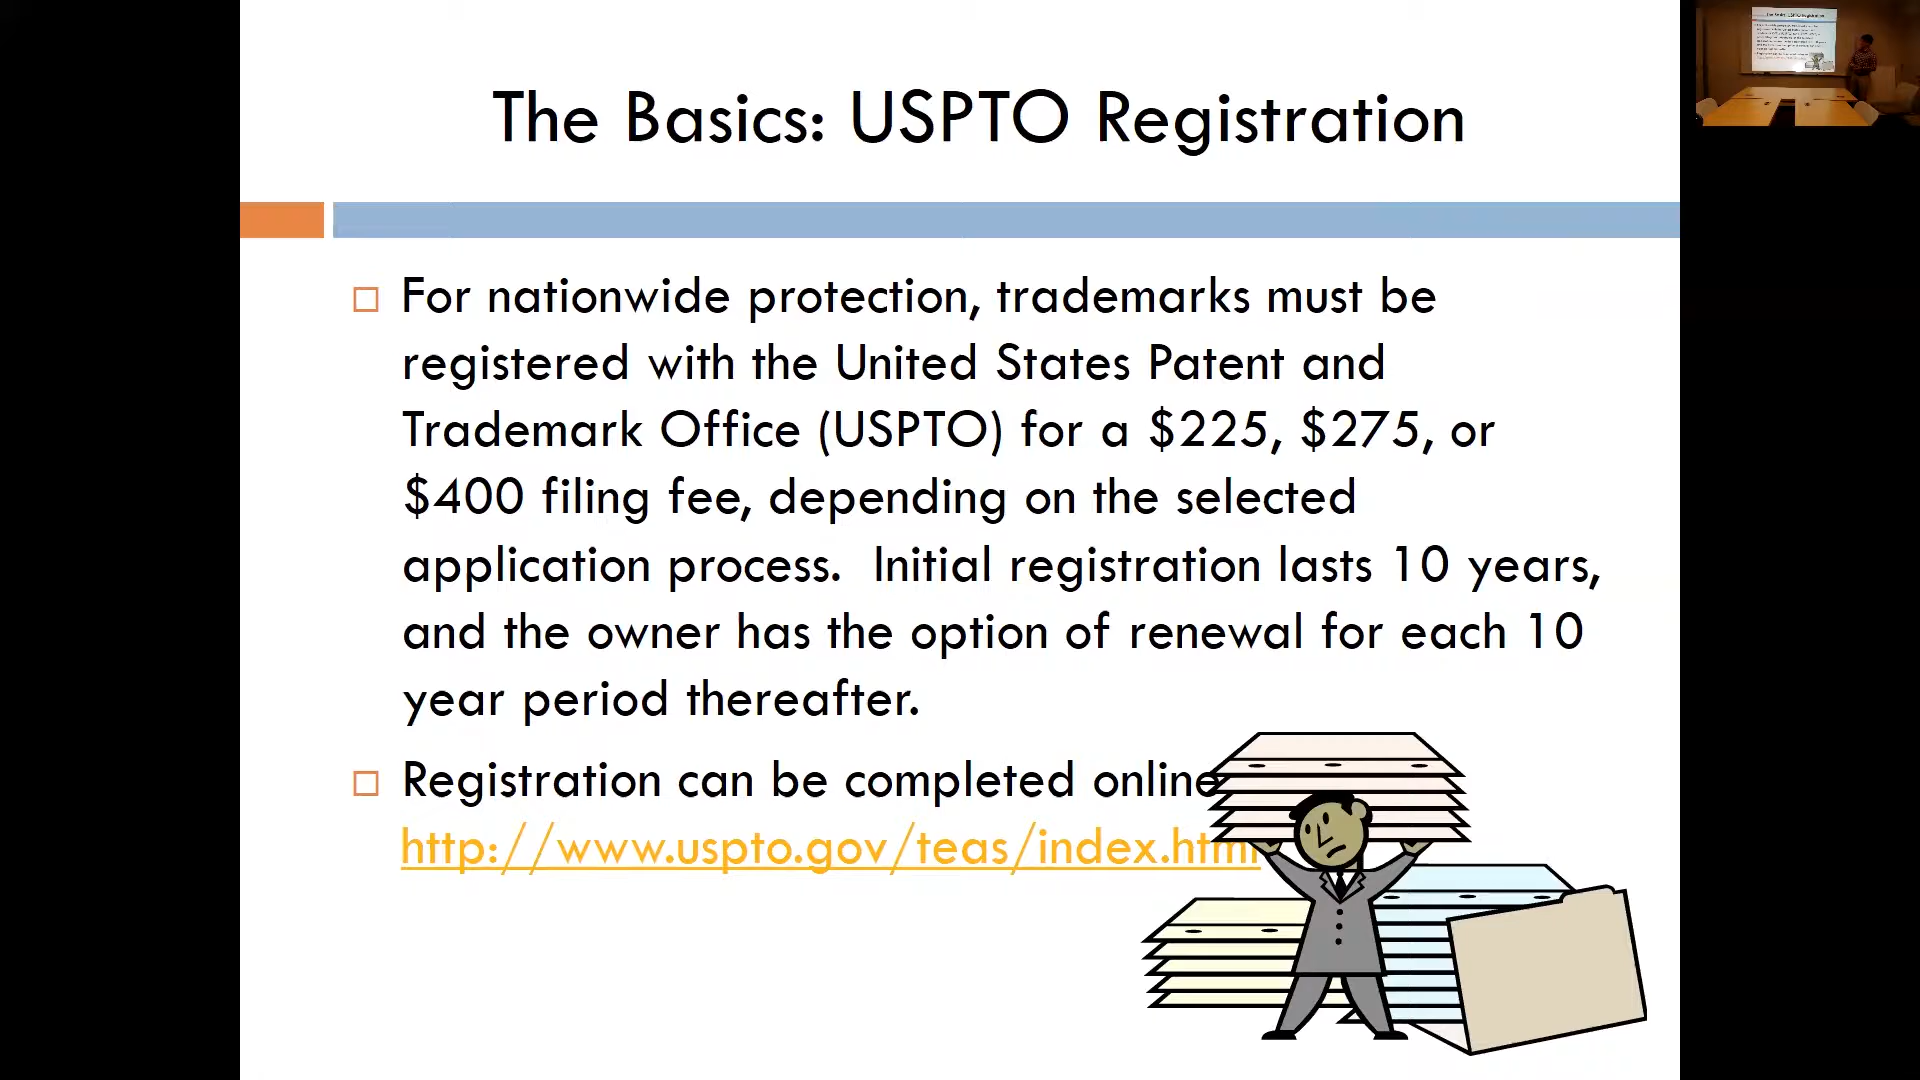 The Basics: USPTO Registration
For nationwide protection, trademarks must be
registered with the United States Patent and
Trademark Office (USPTO) for a $225, $275, or
$400 filing fee, depending on the selected
application process.  Initial registration lasts 10 years,
and the owner has the option of renewal for each 10
year period thereafter.
Registration can be completed online
http://www.uspto.gov/teas/index.html